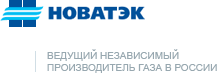 НОВАТЭК
ВЕДУЩИЙ НЕЗАВИСИМЫЙ
ПРОИЗВОДИТЕЛЬ ГАЗА В РОССИИ